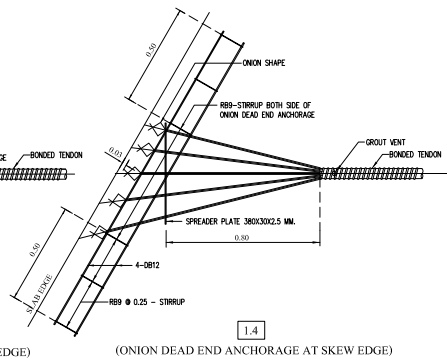 0.50
ONION SHAPE
RB9-STIRRUP BOTH SIDE OF
ONION DEAD END ANCHORAGE
0.03
GE
BONDED TENDON
GROUT VENT
BONDED TENDON
SPREADER PLATE 380X30X2.5 MM.
0.80
0.50
4-DB12
SLAB EDGE
RB9 @ 0.25 - STIRRUP
1.4
EDGE)
(ONION DEAD END ANCHORAGE AT SKEW EDGE)